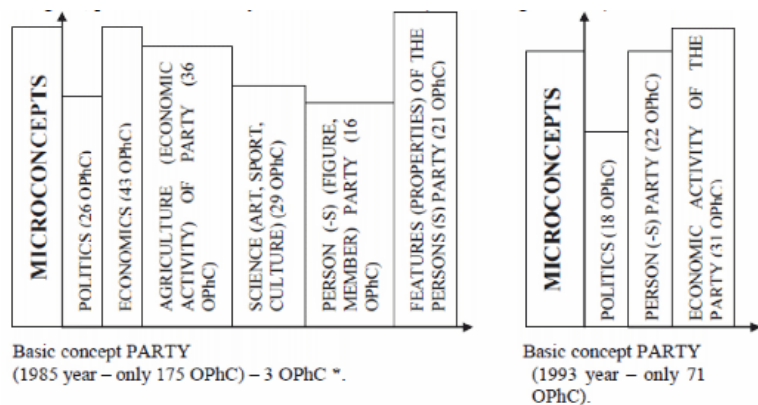 MICROCONCEPTS
POLITICS (26 OPhC)
ECONOMICS (43 OPhC)
AGRICULTURE (ECONOMIC
ACTIVITY) OF PARTY (36
OPhC)
SCIENCE (ART, SPORT,
CULTURE) (29 OPhC)
PERSON (-S) (FIGURE,
MEMBER) PARTY (16
OPhC)
FEATURES (PROPERTIES) OF THE
PERSONS (S) PARTY (21 OPhC)
Basic concept PARTY
(1985 year – only 175 OPhC) – 3 OPhC *.
MICROCONCEPTS
POLITICS (18 OPhC)
PERSON (-S) PARTY (22 OPhC)
ECONOMIC ACTIVITY OF THE
PARTY (31 OPhC)
Basic concept PARTY
(1993 year – only 71
OPhC).